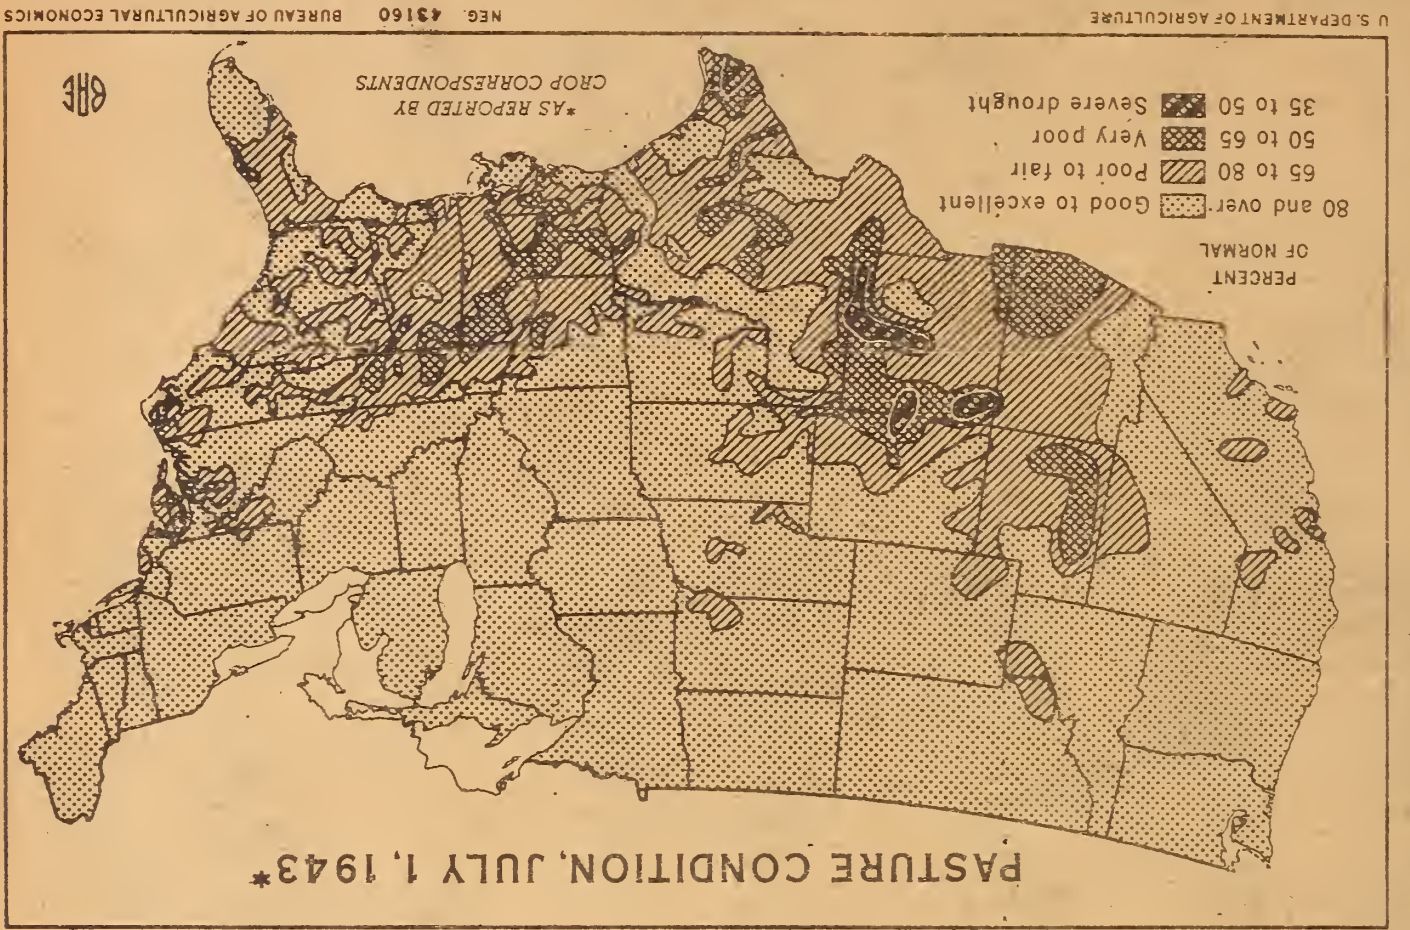 PASTURE CONDITION, JULY 1, 1943*
PERCENT
OF NORMAL
80 and over Good to excellent
65 to 80 Poor to fair
50 to 65 Very poor
35 to 50 Severe drought
*AS REPORTED BY
CROP CORRESPONDENTS
BAE
U. S. DEPARTMENT OF AGRICULTURE NEG. 43160 BUREAU OF AGRICULTURAL ECONOMICS